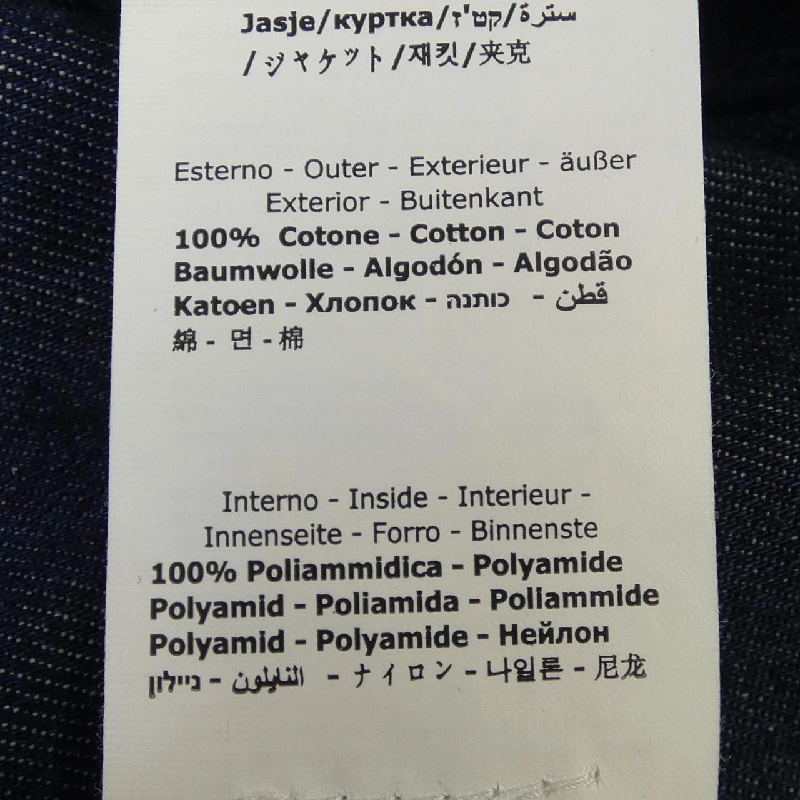 Jasje/куртка/קט'ז/سترة
/ジャケット/재킷/夹克
Esterno - Outer - Exterieur - äußer
Exterior - Buitenkant
100% Cotone - Cotton - Coton
Baumwolle - Algodón - Algodão
Katoen - Хлопок - כותנה - قطن
綿 - 면 - 棉
Interno - Inside - Interieur -
Innenseite - Forro - Binnenste
100% Poliammidica - Polyamide
Polyamid - Poliamida - Poliammide
Polyamid - Polyamide - Нейлон
ניילון - النايلون - ナイロン - 나일론 - 尼龙